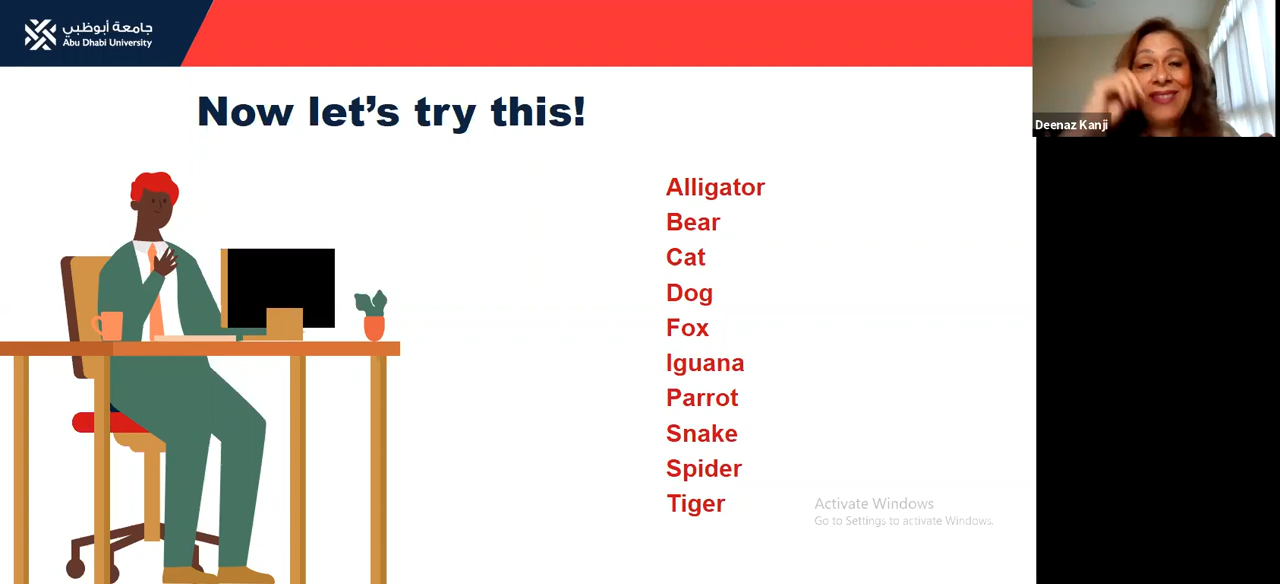 جامعة أبوظبي
Abu Dhabi University
Now let's try this!
Deenaz Kanji
Alligator
Bear
Cat
Dog
Fox
Iguana
Parrot
Snake
Spider
Tiger
Activate Windows
Go to Settings to activate Windows.